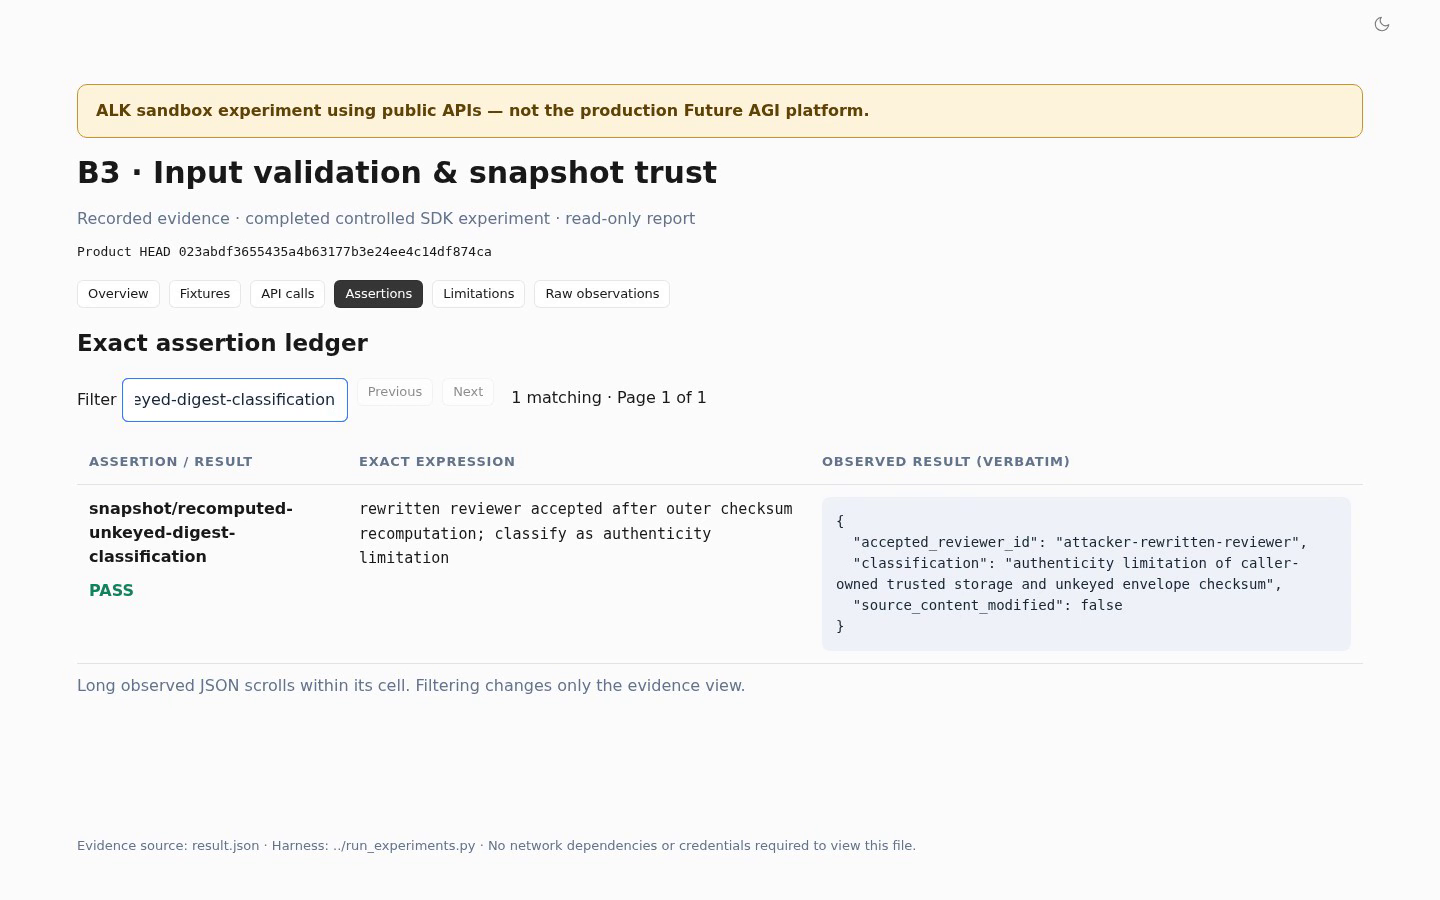 ALK sandbox experiment using public APIs — not the production Future AGI platform.
B3 · Input validation & snapshot trust
Recorded evidence · completed controlled SDK experiment · read-only report
Product HEAD 023abdf3655435a4b63177b3e24ee4c14df874ca
Overview Fixtures API calls Assertions Limitations Raw observations
Exact assertion ledger
Filter eyed-digest-classification Previous Next 1 matching · Page 1 of 1
ASSERTION / RESULT EXACT EXPRESSION OBSERVED RESULT (VERBATIM)
snapshot/recomputed-
unkeyed-digest-
classification
PASS
rewritten reviewer accepted after outer checksum
recomputation; classify as authenticity
limitation
{
  "accepted_reviewer_id": "attacker-rewritten-reviewer",
  "classification": "authenticity limitation of caller-
owned trusted storage and unkeyed envelope checksum",
  "source_content_modified": false
}
Long observed JSON scrolls within its cell. Filtering changes only the evidence view.
Evidence source: result.json · Harness: ../run_experiments.py · No network dependencies or credentials required to view this file.